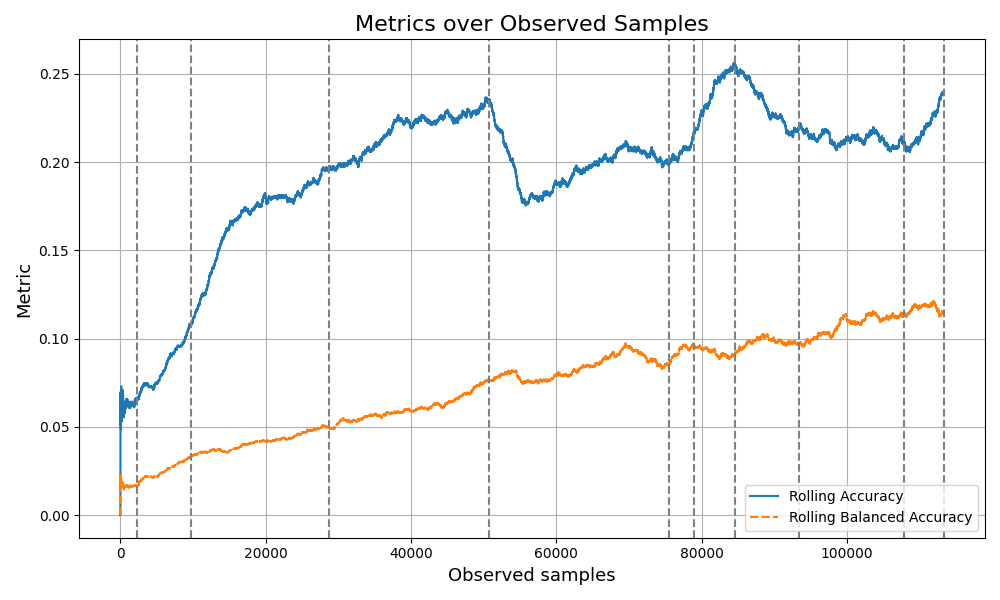 Metrics over Observed Samples
Metric
0.25
0.20
0.15
0.10
0.05
0.00
Rolling Accuracy
Rolling Balanced Accuracy
0 20000 40000 60000 80000 100000
Observed samples